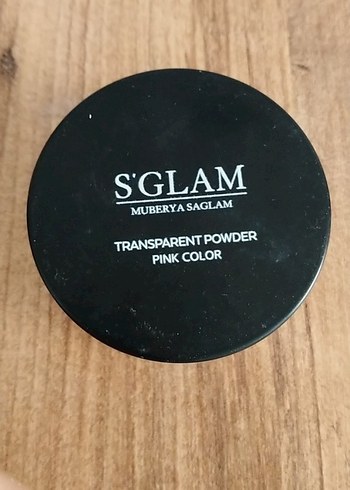 S'GLAM
MUBERYA SAGLAM
TRANSPARENT POWDER
PINK COLOR